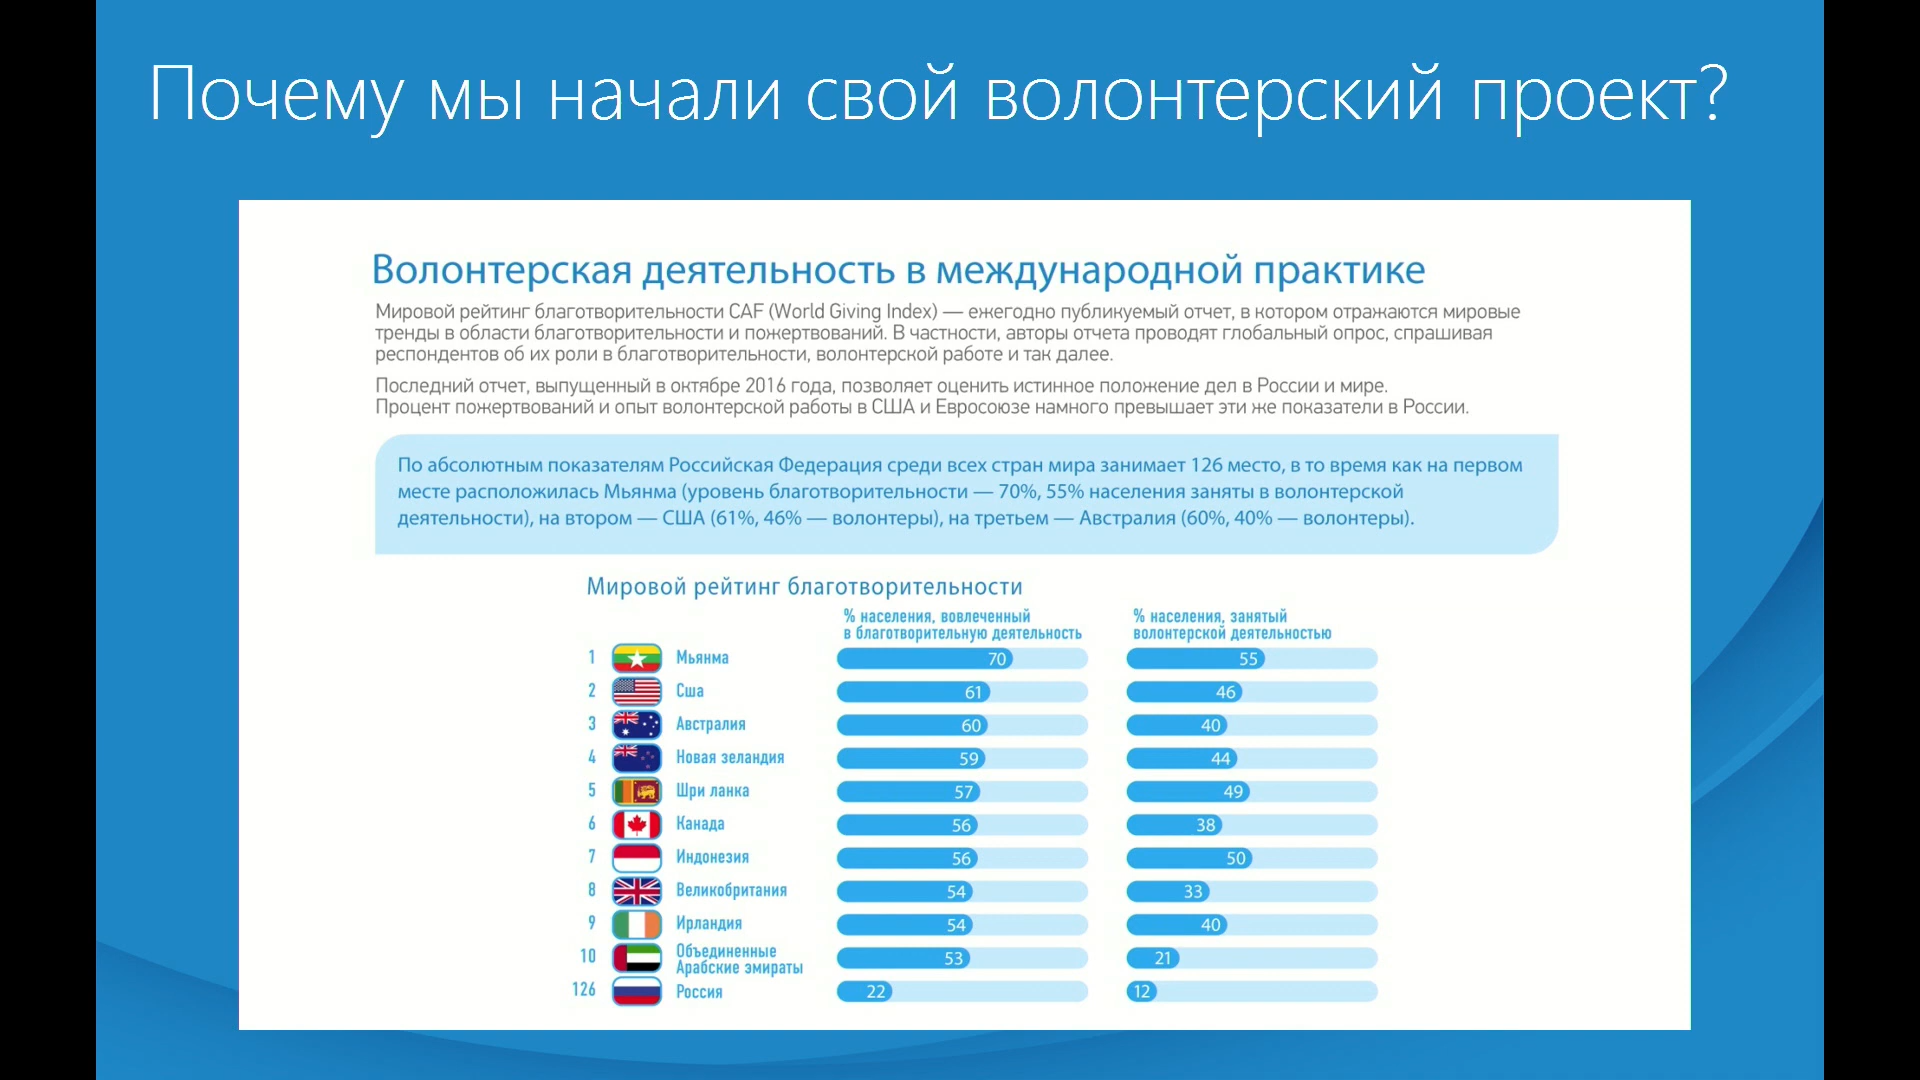 Почему мы начали свой волонтерский проект?
Волонтерская деятельность в международной практике
Мировой рейтинг благотворительности CAF (World Giving Index) — ежегодно публикуемый отчет, в котором отражаются мировые
тренды в области благотворительности и пожертвований. В частности, авторы отчета проводят глобальный опрос, спрашивая
респондентов об их роли в благотворительности, волонтерской работе и так далее.
Последний отчет, выпущенный в октябре 2016 года, позволяет оценить истинное положение дел в России и мире.
Процент пожертвований и опыт волонтерской работы в США и Евросоюзе намного превышает эти же показатели в России.
По абсолютным показателям Российская Федерация среди всех стран мира занимает 126 место, в то время как на первом
месте расположилась Мьянма (уровень благотворительности — 70%, 55% населения заняты в волонтерской
деятельности), на втором — США (61%, 46% — волонтеры), на третьем — Австралия (60%, 40% — волонтеры).
Мировой рейтинг благотворительности
% населения, вовлеченный
в благотворительную деятельность
% населения, занятый
волонтерской деятельностью
1 Мьянма 70 55
2 Сша 61 46
3 Австралия 60 40
4 Новая зеландия 59 44
5 Шри ланка 57 49
6 Канада 56 38
7 Индонезия 56 50
8 Великобритания 54 33
9 Ирландия 54 40
10 Объединенные
Арабские эмираты 53 21
126 Россия 22 12